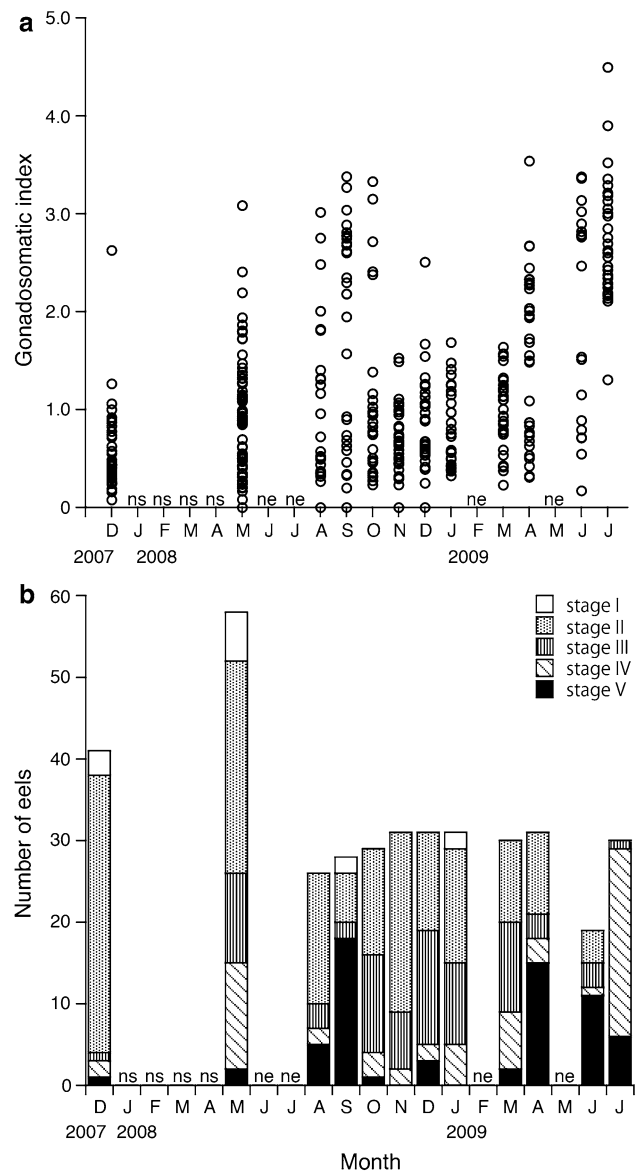 a
Gonadosomatic index
5.0
4.0
3.0
2.0
1.0
0
ns ns ns ns ne ne ne ne
D J F M A M J J A S O N D J F M A M J J
2007 2008 2009
b
Number of eels
60
50
40
30
20
10
0
stage I
stage II
stage III
stage IV
stage V
ns ns ns ns ne ne ne ne
D J F M A M J J A S O N D J F M A M J J
2007 2008 2009
Month